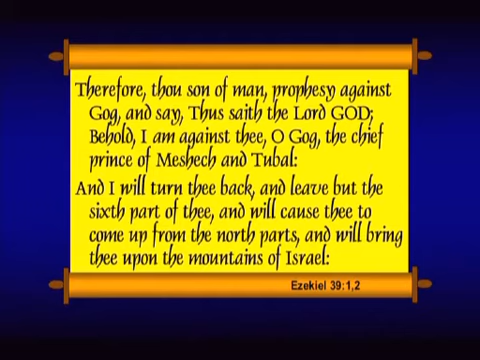 Therefore, thou son of man, prophesy against
Gog, and say, Thus saith the Lord GOD;
Behold, I am against thee, O Gog, the chief
prince of Meshech and Tubal:
And I will turn thee back, and leave but the
sixth part of thee, and will cause thee to
come up from the north parts, and will bring
thee upon the mountains of Israel:
Ezekiel 39:1,2